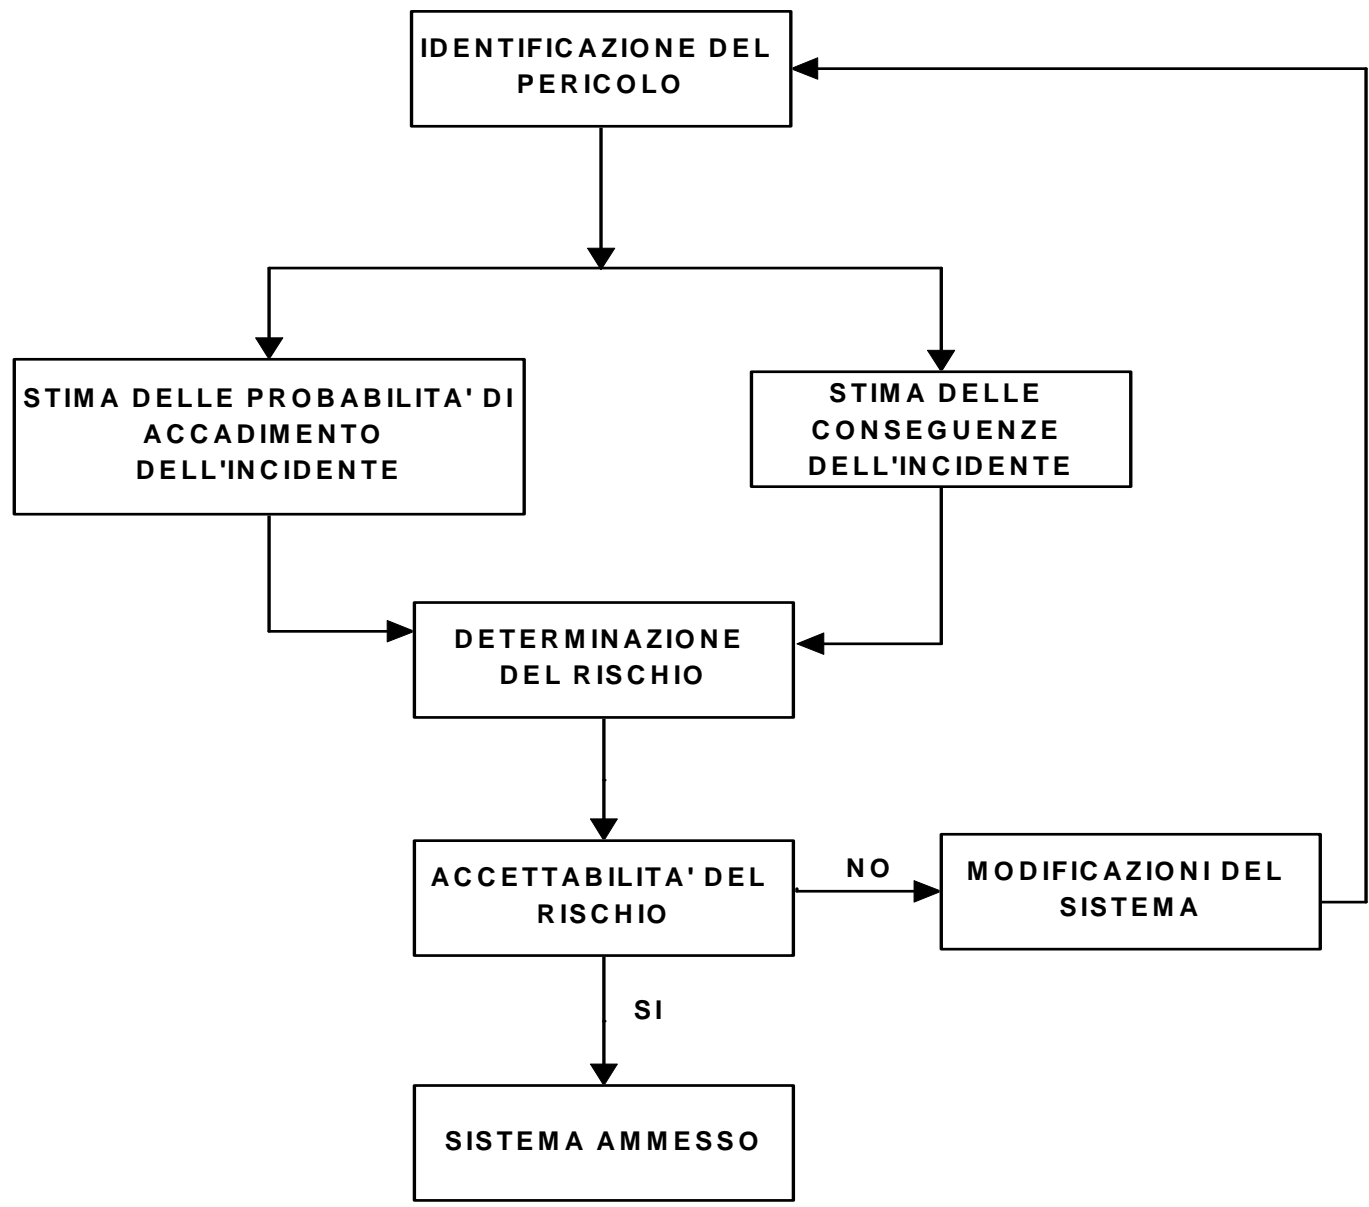 IDENTIFICAZIONE DEL
PERICOLO
STIMA DELLE PROBABILITA' DI
ACCADIMENTO
DELL'INCIDENTE
STIMA DELLE
CONSEGUENZE
DELL'INCIDENTE
DETERMINAZIONE
DEL RISCHIO
ACCETTABILITA' DEL
RISCHIO
NO
MODIFICAZIONI DEL
SISTEMA
SI
SISTEMA AMMESSO